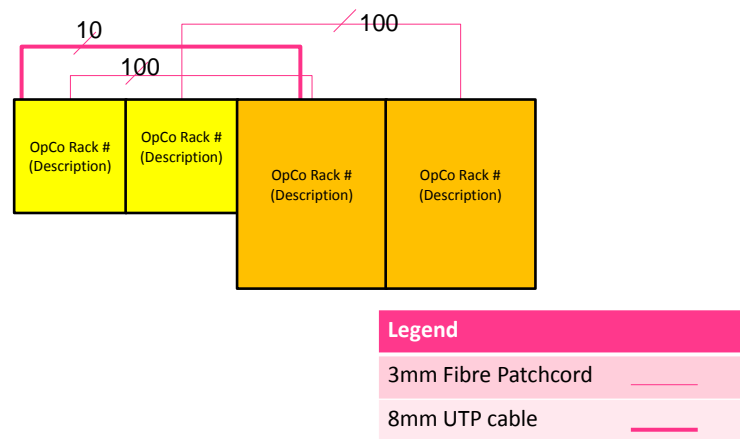 10
100
100
OpCo Rack #
(Description)
OpCo Rack #
(Description)
OpCo Rack #
(Description)
OpCo Rack #
(Description)
Legend
3mm Fibre Patchcord
8mm UTP cable